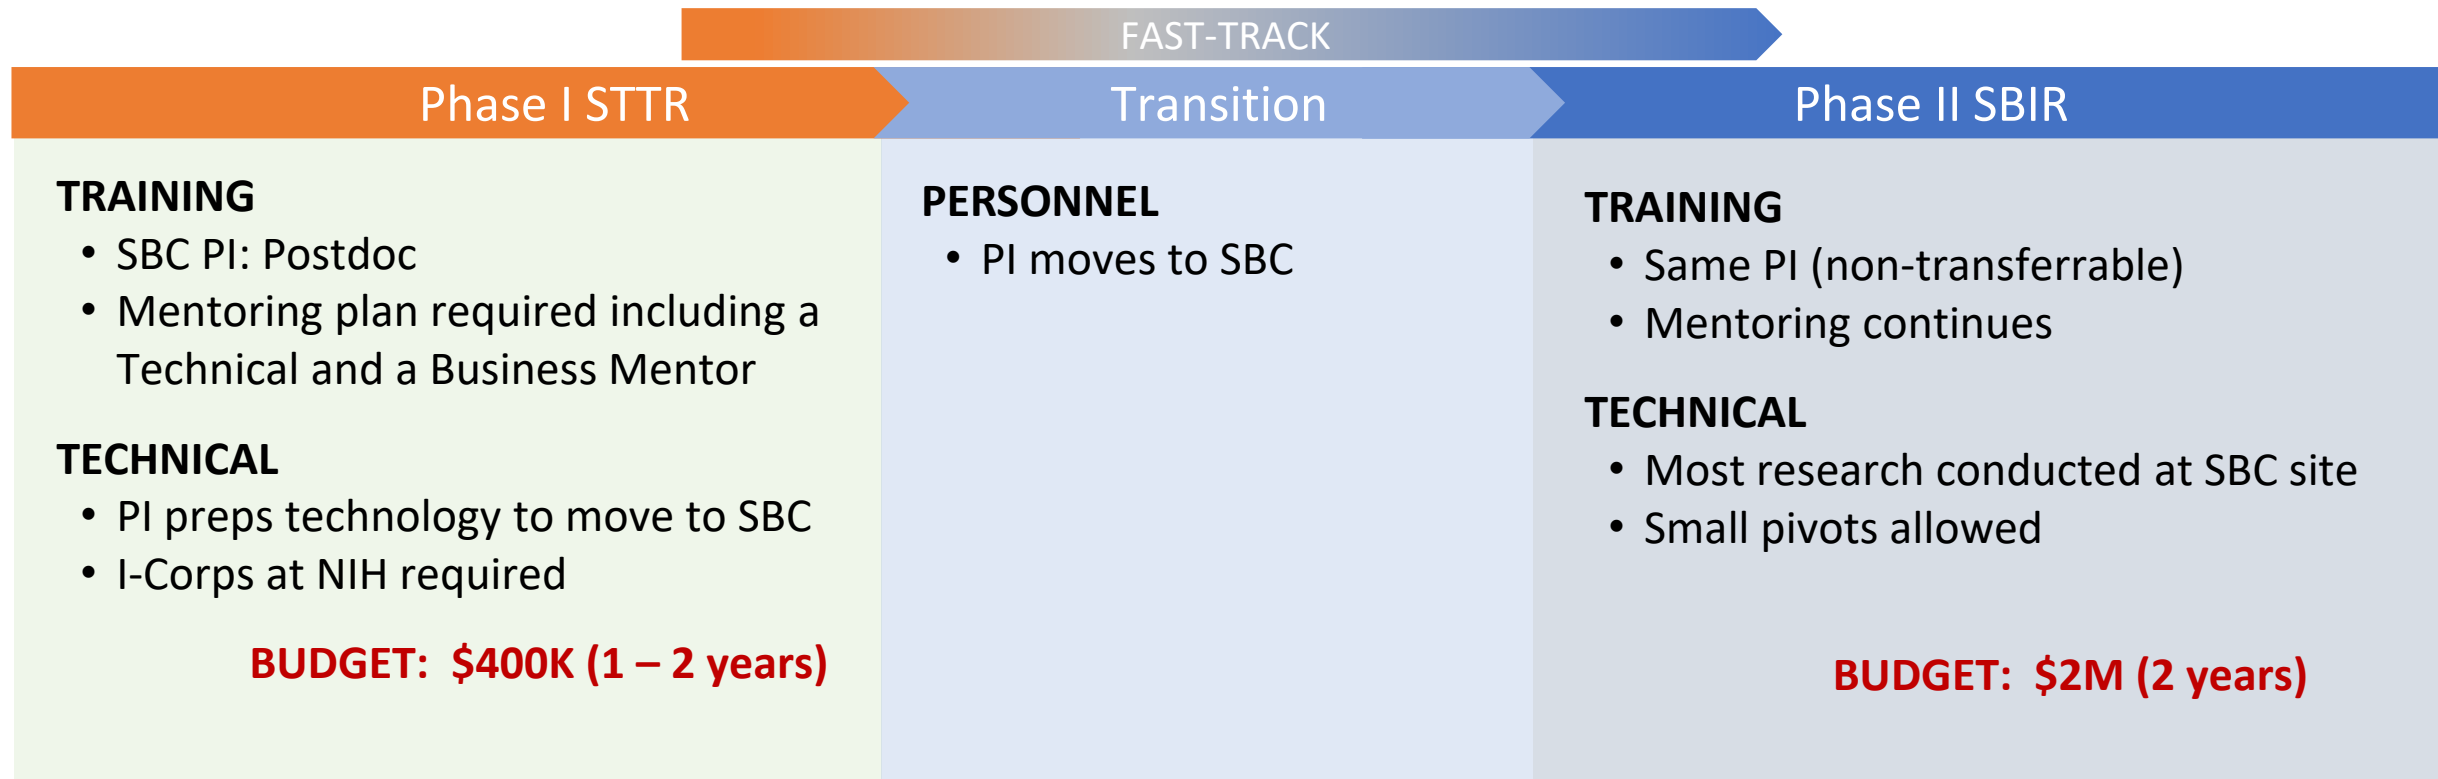 FAST-TRACK
Phase I STTR
Transition
Phase II SBIR
TRAINING
• SBC PI: Postdoc
• Mentoring plan required including a
Technical and a Business Mentor
TECHNICAL
• PI preps technology to move to SBC
• I-Corps at NIH required
BUDGET: $400K (1 – 2 years)
PERSONNEL
• PI moves to SBC
TRAINING
• Same PI (non-transferrable)
• Mentoring continues
TECHNICAL
• Most research conducted at SBC site
• Small pivots allowed
BUDGET: $2M (2 years)